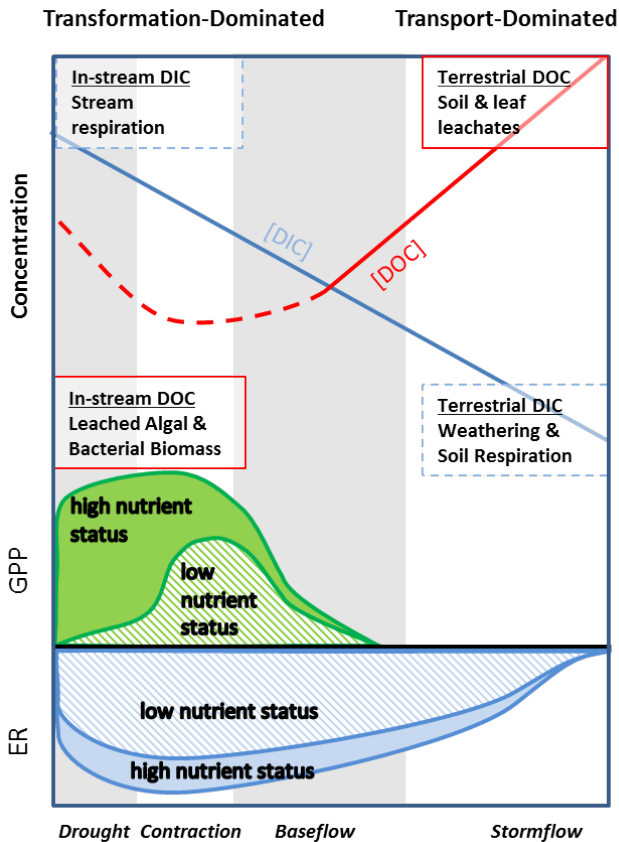 Transformation-Dominated
Transport-Dominated
In-stream DIC
Stream
respiration
Terrestrial DOC
Soil & leaf
leachates
Concentration
[DIC]
[DOC]
In-stream DOC
Leached Algal &
Bacterial Biomass
Terrestrial DIC
Weathering &
Soil Respiration
GPP
high nutrient
status
low
nutrient
status
ER
low nutrient status
high nutrient status
Drought
Contraction
Baseflow
Stormflow